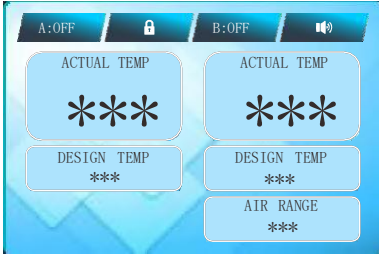 A:OFF B:OFF
ACTUAL TEMP
***
DESIGN TEMP
***
ACTUAL TEMP
***
DESIGN TEMP
***
AIR RANGE
***